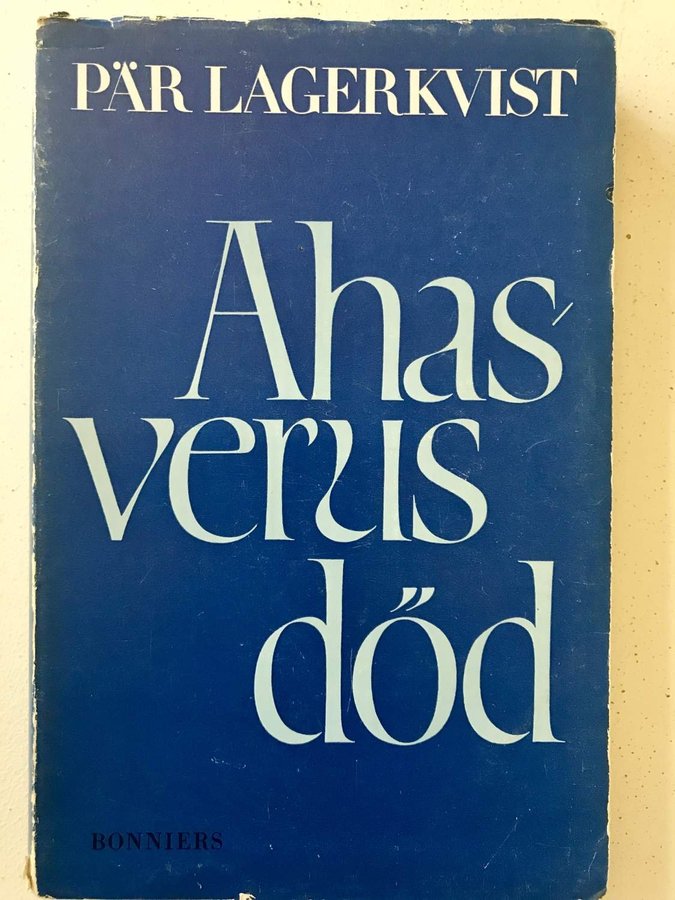 PÄR LAGERKVIST
Ahas-
verus
död
BONNIERS